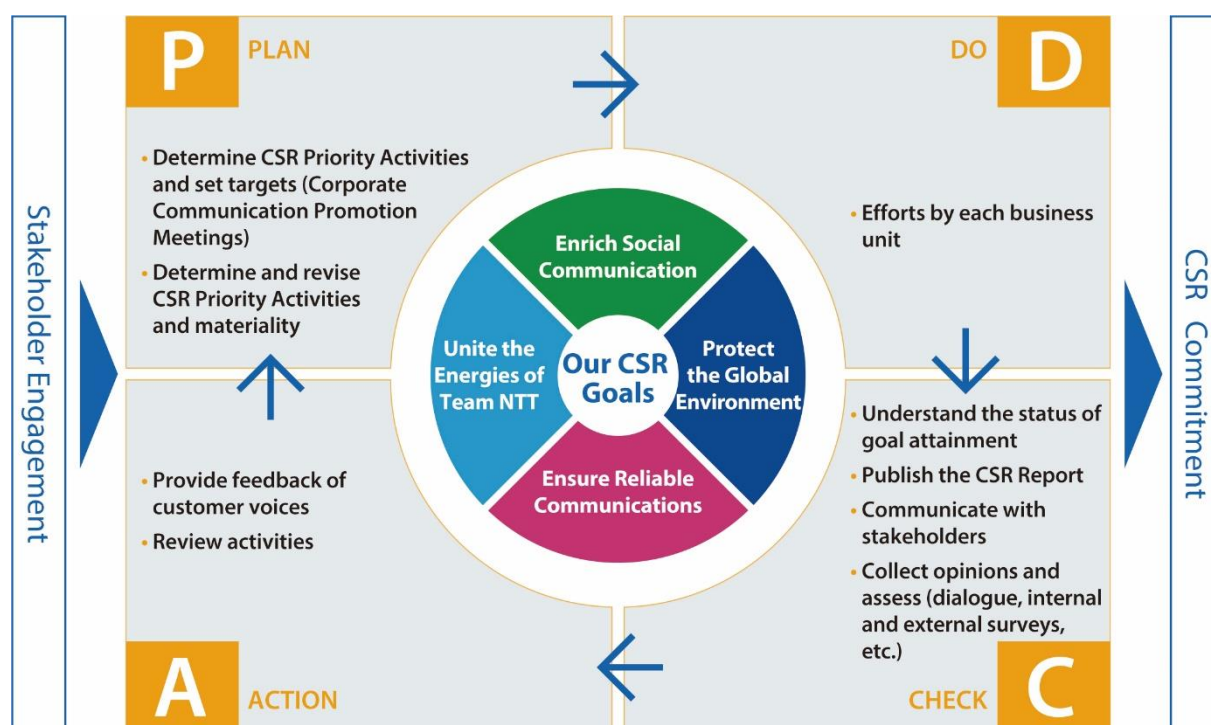 Stakeholder Engagement
P
PLAN
• Determine CSR Priority Activities
and set targets (Corporate
Communication Promotion
Meetings)
• Determine and revise
CSR Priority Activities
and materiality
DO
D
• Efforts by each business
unit
Enrich Social
Communication
Unite the
Energies of
Team NTT
Our CSR
Goals
Protect
the Global
Environment
Ensure Reliable
Communications
• Provide feedback of
customer voices
• Review activities
A
ACTION
• Understand the status of
goal attainment
• Publish the CSR Report
• Communicate with
stakeholders
• Collect opinions and
assess (dialogue, internal
and external surveys,
etc.)
CHECK
C
CSR Commitment